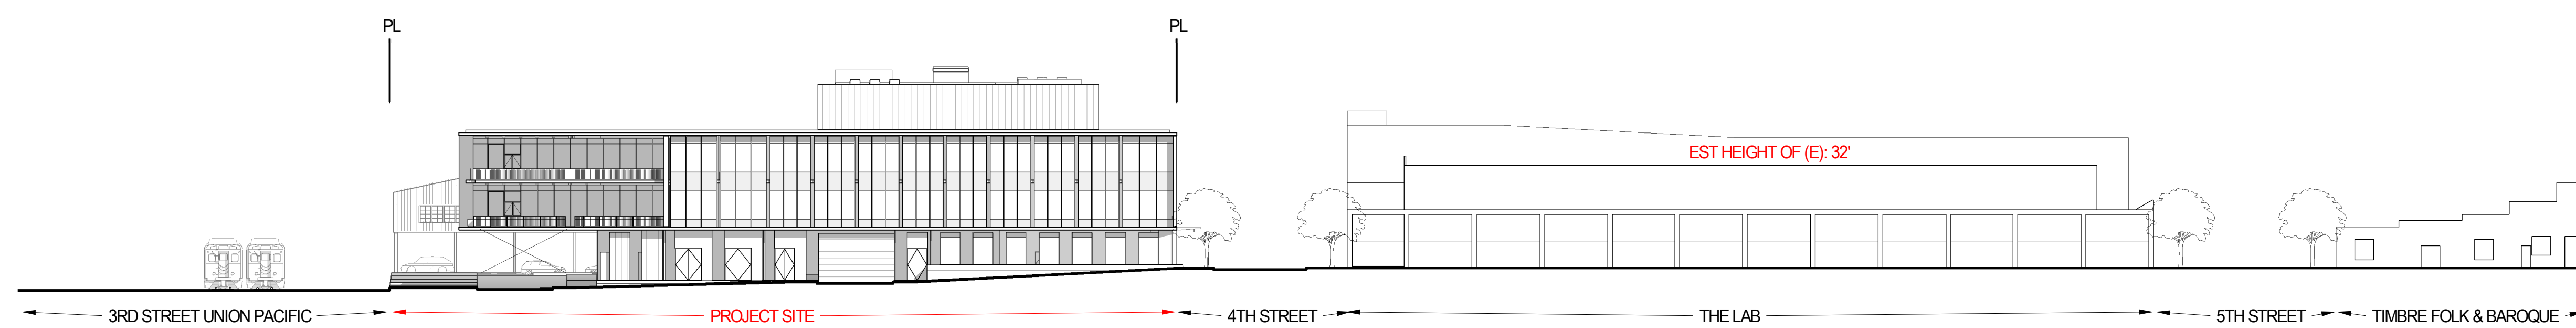 PL
PL
EST HEIGHT OF (E): 32'
3RD STREET UNION PACIFIC
PROJECT SITE
4TH STREET
THE LAB
5TH STREET
TIMBRE FOLK & BAROQUE